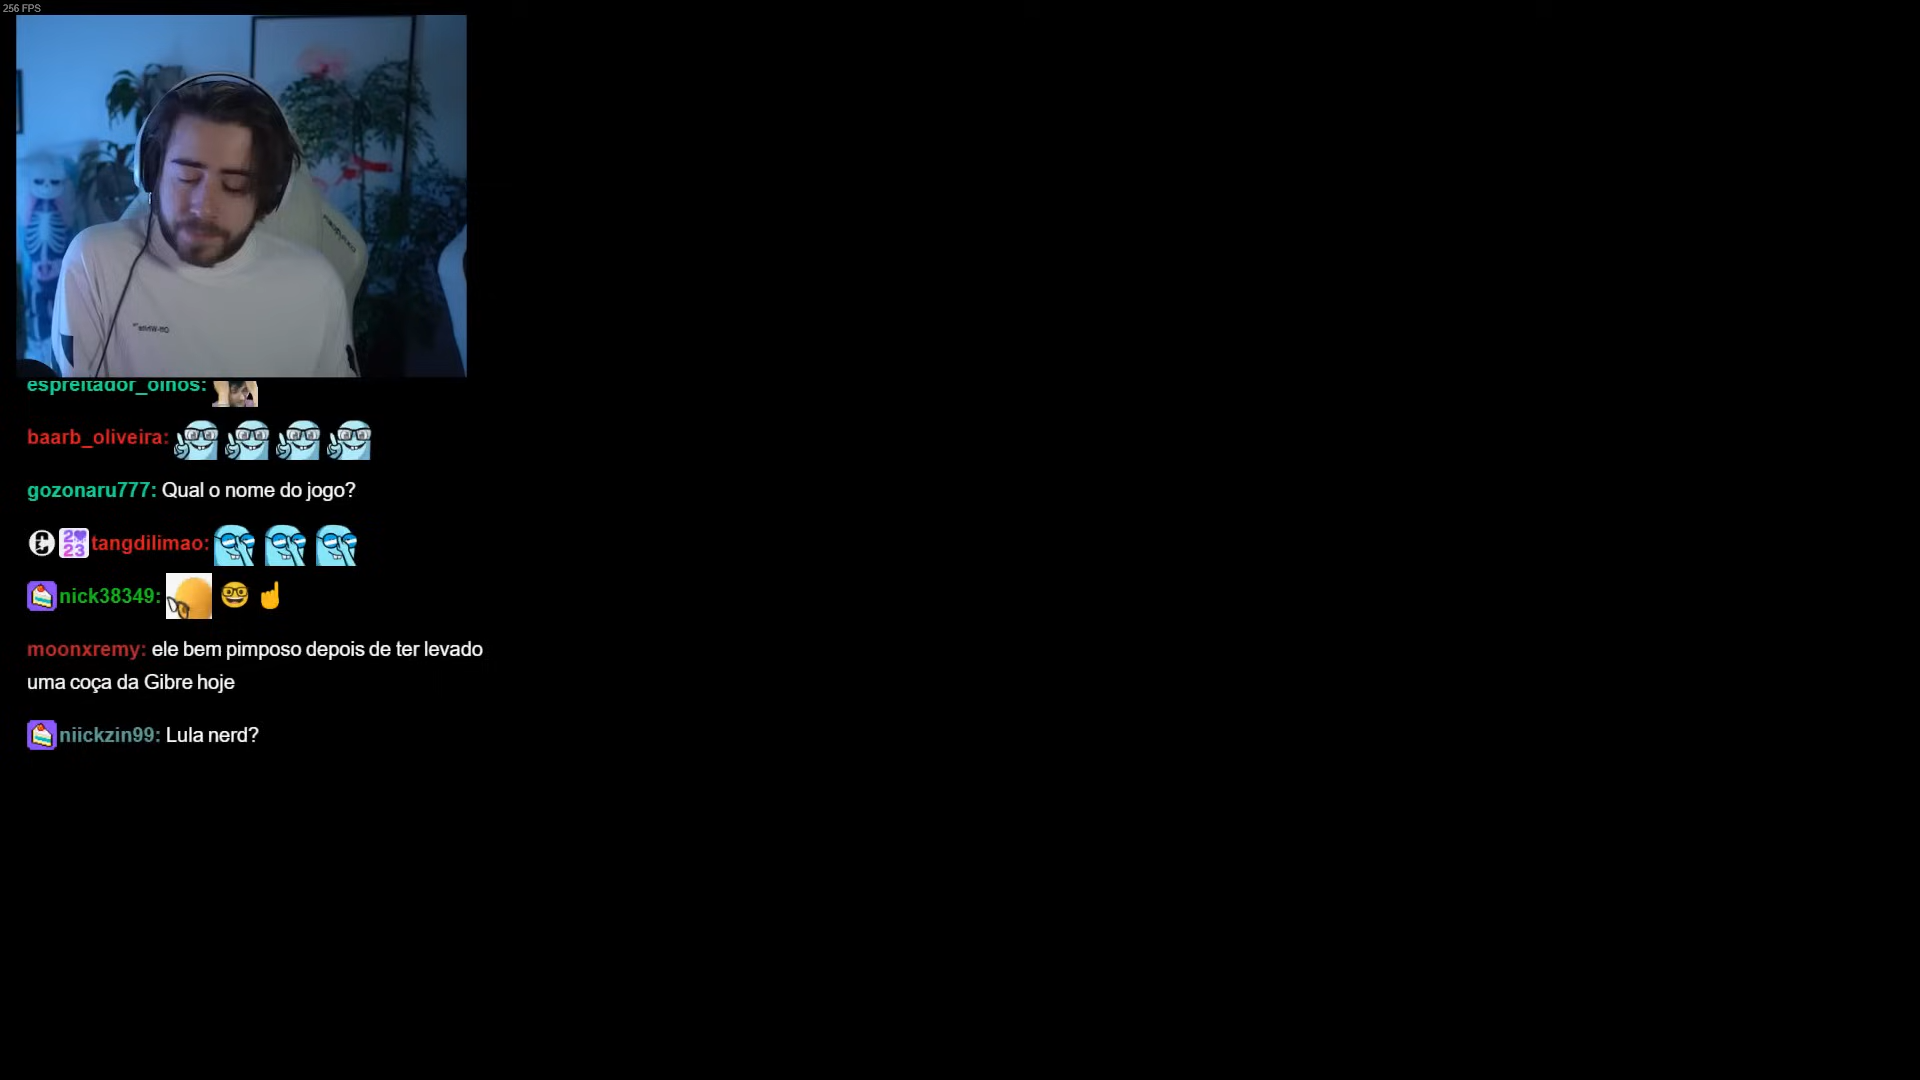 256 FPS
espreitador_olhos:
baarb_oliveira:
gozonaru777: Qual o nome do jogo?
tangdilimao:
nick38349:
moonxremy: ele bem pimposo depois de ter levado
uma coça da Gibre hoje
niickzin99: Lula nerd?